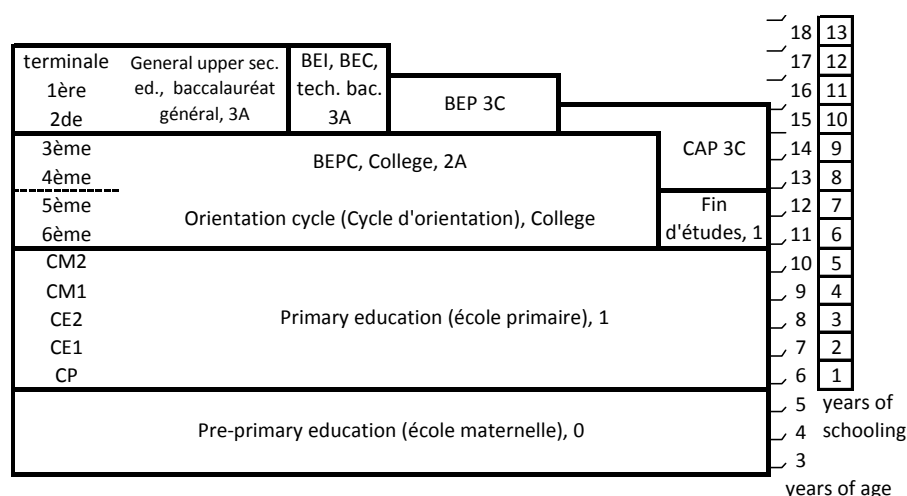 18 13
terminale General upper sec. BEI, BEC, 17 12
1ère ed., baccalauréat tech. bac. BEP 3C 16 11
2de général, 3A 3A 15 10
3ème BEPC, College, 2A CAP 3C 14 9
4ème 13 8
5ème Orientation cycle (Cycle d'orientation), College Fin 12 7
6ème d'études, 1 11 6
CM2 10 5
CM1 9 4
CE2 Primary education (école primaire), 1 8 3
CE1 7 2
CP 6 1
5 years of
Pre-primary education (école maternelle), 0 4 schooling
3
years of age